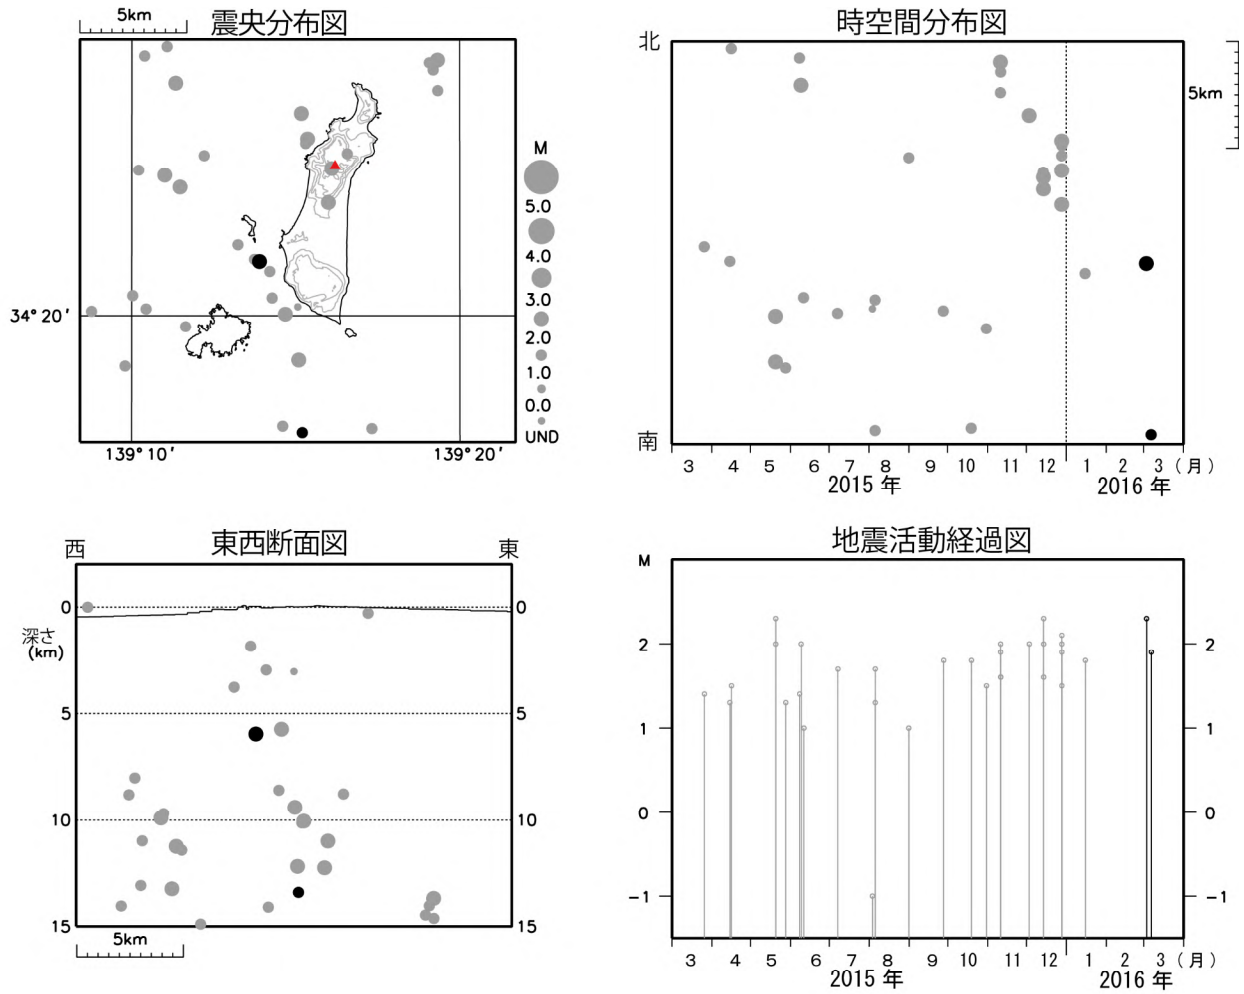 震央分布図
5km
34°20′
139°10′
139°20′
M
5.0
4.0
3.0
2.0
1.0
0.0
UND
時空間分布図
北
南
5km
3 4 5 6 7 8 9 10 11 12 1 2 3 (月)
2015 年 2016 年
東西断面図
西 東
0 0
深さ
(km)
5 5
10 10
15 15
5km
地震活動経過図
M
2 2
1 1
0 0
-1 -1
3 4 5 6 7 8 9 10 11 12 1 2 3 (月)
2015 年 2016 年